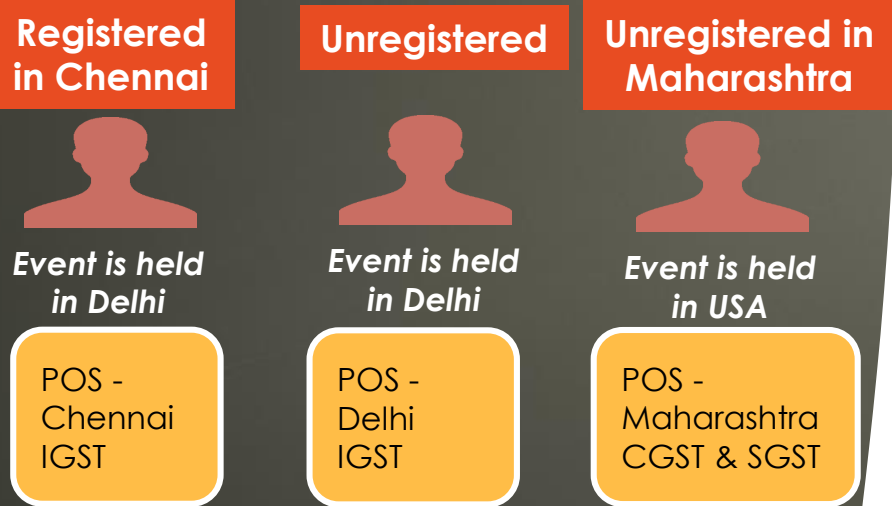 Registered
in Chennai
Event is held
in Delhi
POS -
Chennai
IGST
Unregistered
Event is held
in Delhi
POS -
Delhi
IGST
Unregistered in
Maharashtra
Event is held
in USA
POS -
Maharashtra
CGST & SGST